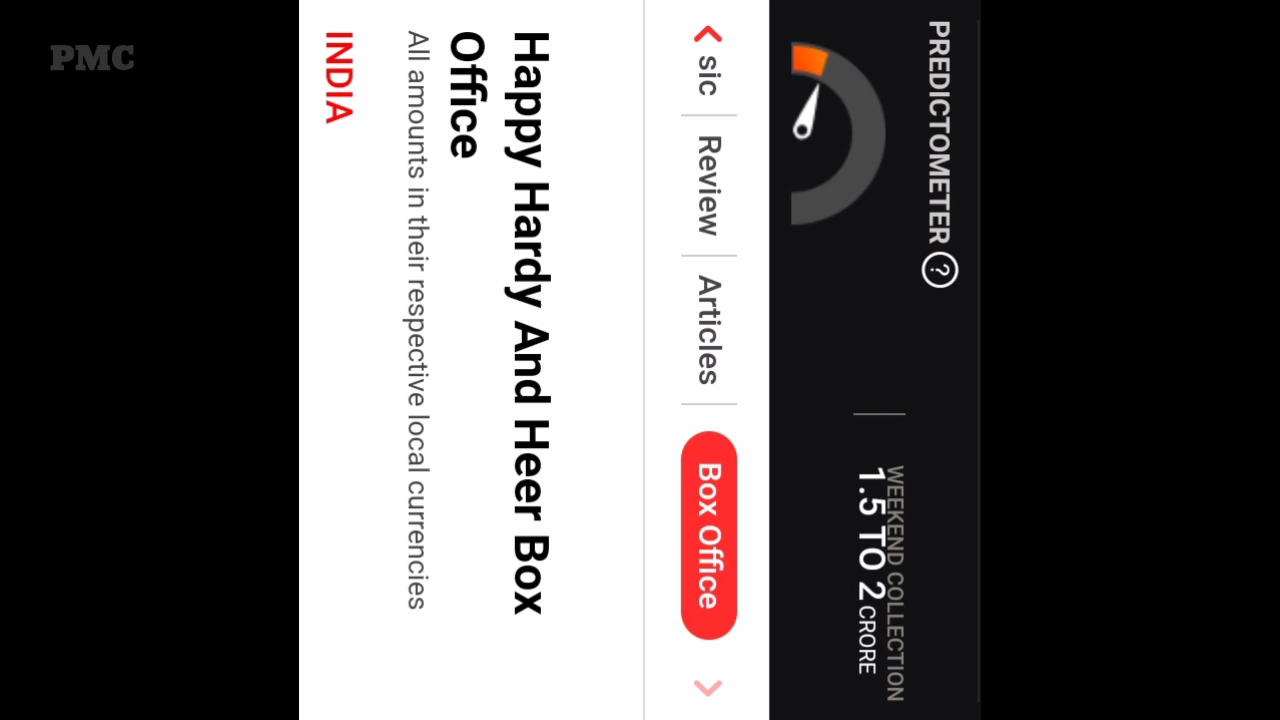 PMC
PREDICTOMETER ?
WEEKEND COLLECTION
1.5 TO 2 CRORE
sic
Review
Articles
Box Office
Happy Hardy And Heer Box
Office
All amounts in their respective local currencies
INDIA